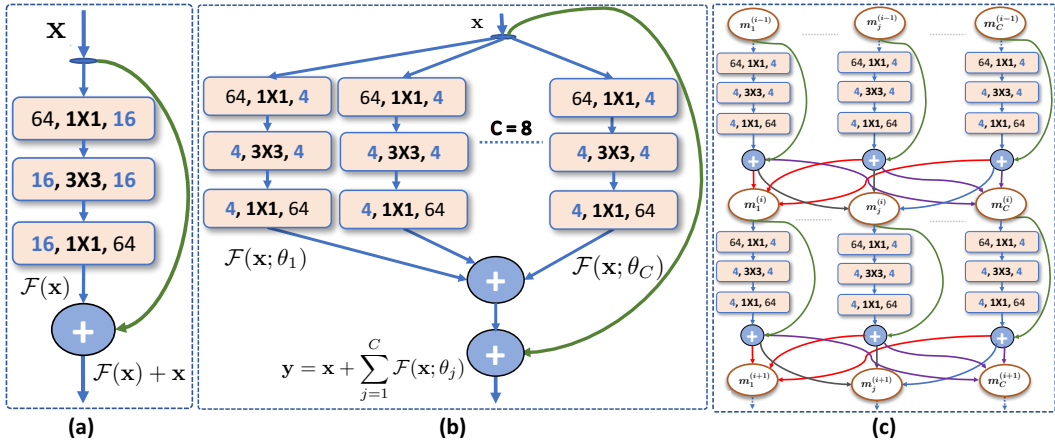 x
64, 1X1, 16
16, 3X3, 16
16, 1X1, 64
F(x)
+
F(x) + x
(a)
x
64, 1X1, 4
64, 1X1, 4
64, 1X1, 4
4, 3X3, 4
4, 3X3, 4
C = 8
4, 3X3, 4
4, 1X1, 64
4, 1X1, 64
4, 1X1, 64
F(x; θ_1)
F(x; θ_C)
+
+
y = x + \sum_{j=1}^{C} F(x; θ_j)
(b)
m_1^{(i-1)}
m_j^{(i-1)}
m_C^{(i-1)}
64, 1X1, 4
64, 1X1, 4
64, 1X1, 4
4, 3X3, 4
4, 3X3, 4
4, 3X3, 4
4, 1X1, 64
4, 1X1, 64
4, 1X1, 64
+
+
+
m_1^{(i)}
m_j^{(i)}
m_C^{(i)}
64, 1X1, 4
64, 1X1, 4
64, 1X1, 4
4, 3X3, 4
4, 3X3, 4
4, 3X3, 4
4, 1X1, 64
4, 1X1, 64
4, 1X1, 64
+
+
+
m_1^{(i+1)}
m_j^{(i+1)}
m_C^{(i+1)}
(c)